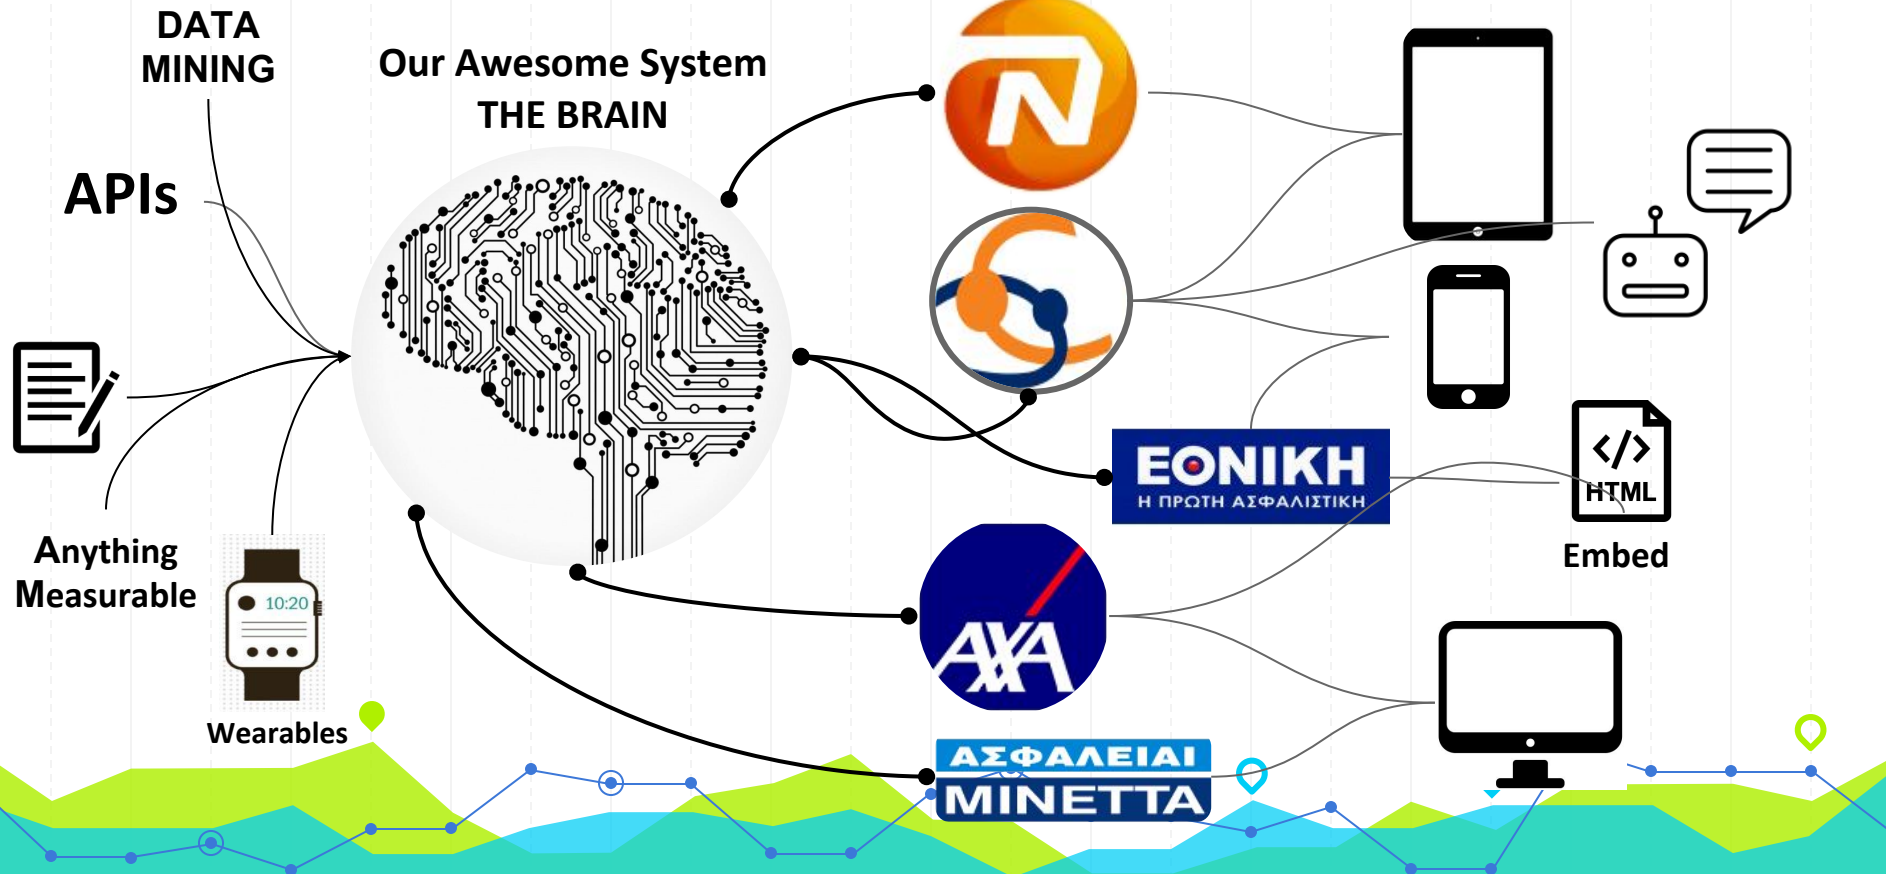 DATA
MINING
APIs
Anything
Measurable
10:20
Wearables
Our Awesome System
THE BRAIN
N
ΕΘΝΙΚΗ
Η ΠΡΩΤΗ ΑΣΦΑΛΙΣΤΙΚΗ
AXA
ΑΣΦΑΛΕΙΑΙ
ΜΙΝΕΤΤΑ
</>
HTML
Embed